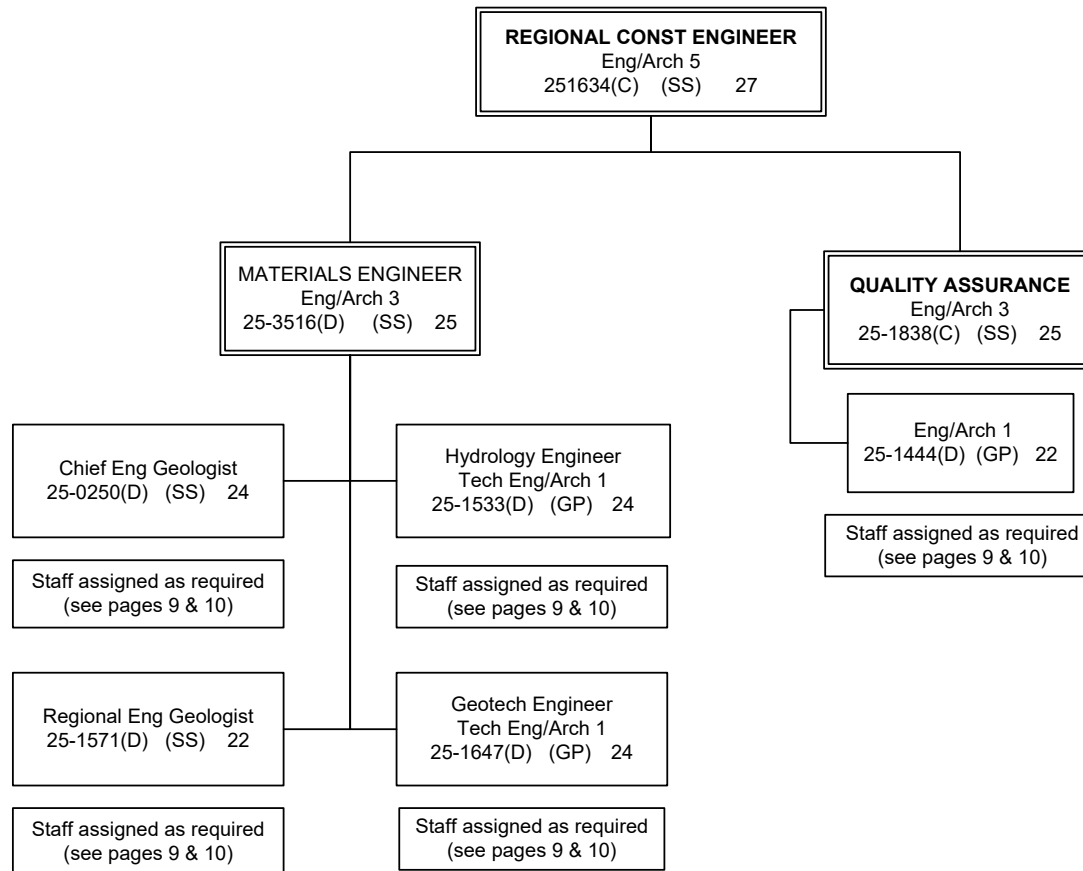 REGIONAL CONST ENGINEER
Eng/Arch 5
251634(C) (SS) 27
MATERIALS ENGINEER
Eng/Arch 3
25-3516(D) (SS) 25
QUALITY ASSURANCE
Eng/Arch 3
25-1838(C) (SS) 25
Eng/Arch 1
25-1444(D) (GP) 22
Staff assigned as required
(see pages 9 & 10)
Chief Eng Geologist
25-0250(D) (SS) 24
Hydrology Engineer
Tech Eng/Arch 1
25-1533(D) (GP) 24
Staff assigned as required
(see pages 9 & 10)
Staff assigned as required
(see pages 9 & 10)
Regional Eng Geologist
25-1571(D) (SS) 22
Geotech Engineer
Tech Eng/Arch 1
25-1647(D) (GP) 24
Staff assigned as required
(see pages 9 & 10)
Staff assigned as required
(see pages 9 & 10)